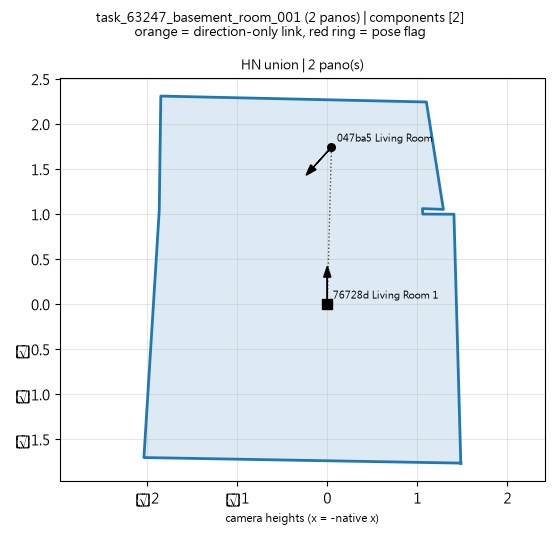 task_63247_basement_room_001 (2 panos) | components [2]
orange = direction-only link, red ring = pose flag
HN union | 2 pano(s)
2.5
2.0
1.5
1.0
0.5
0.0
0.5
1.0
1.5
047ba5 Living Room
76728d Living Room 1
2
1
0
1
2
camera heights (x = -native x)